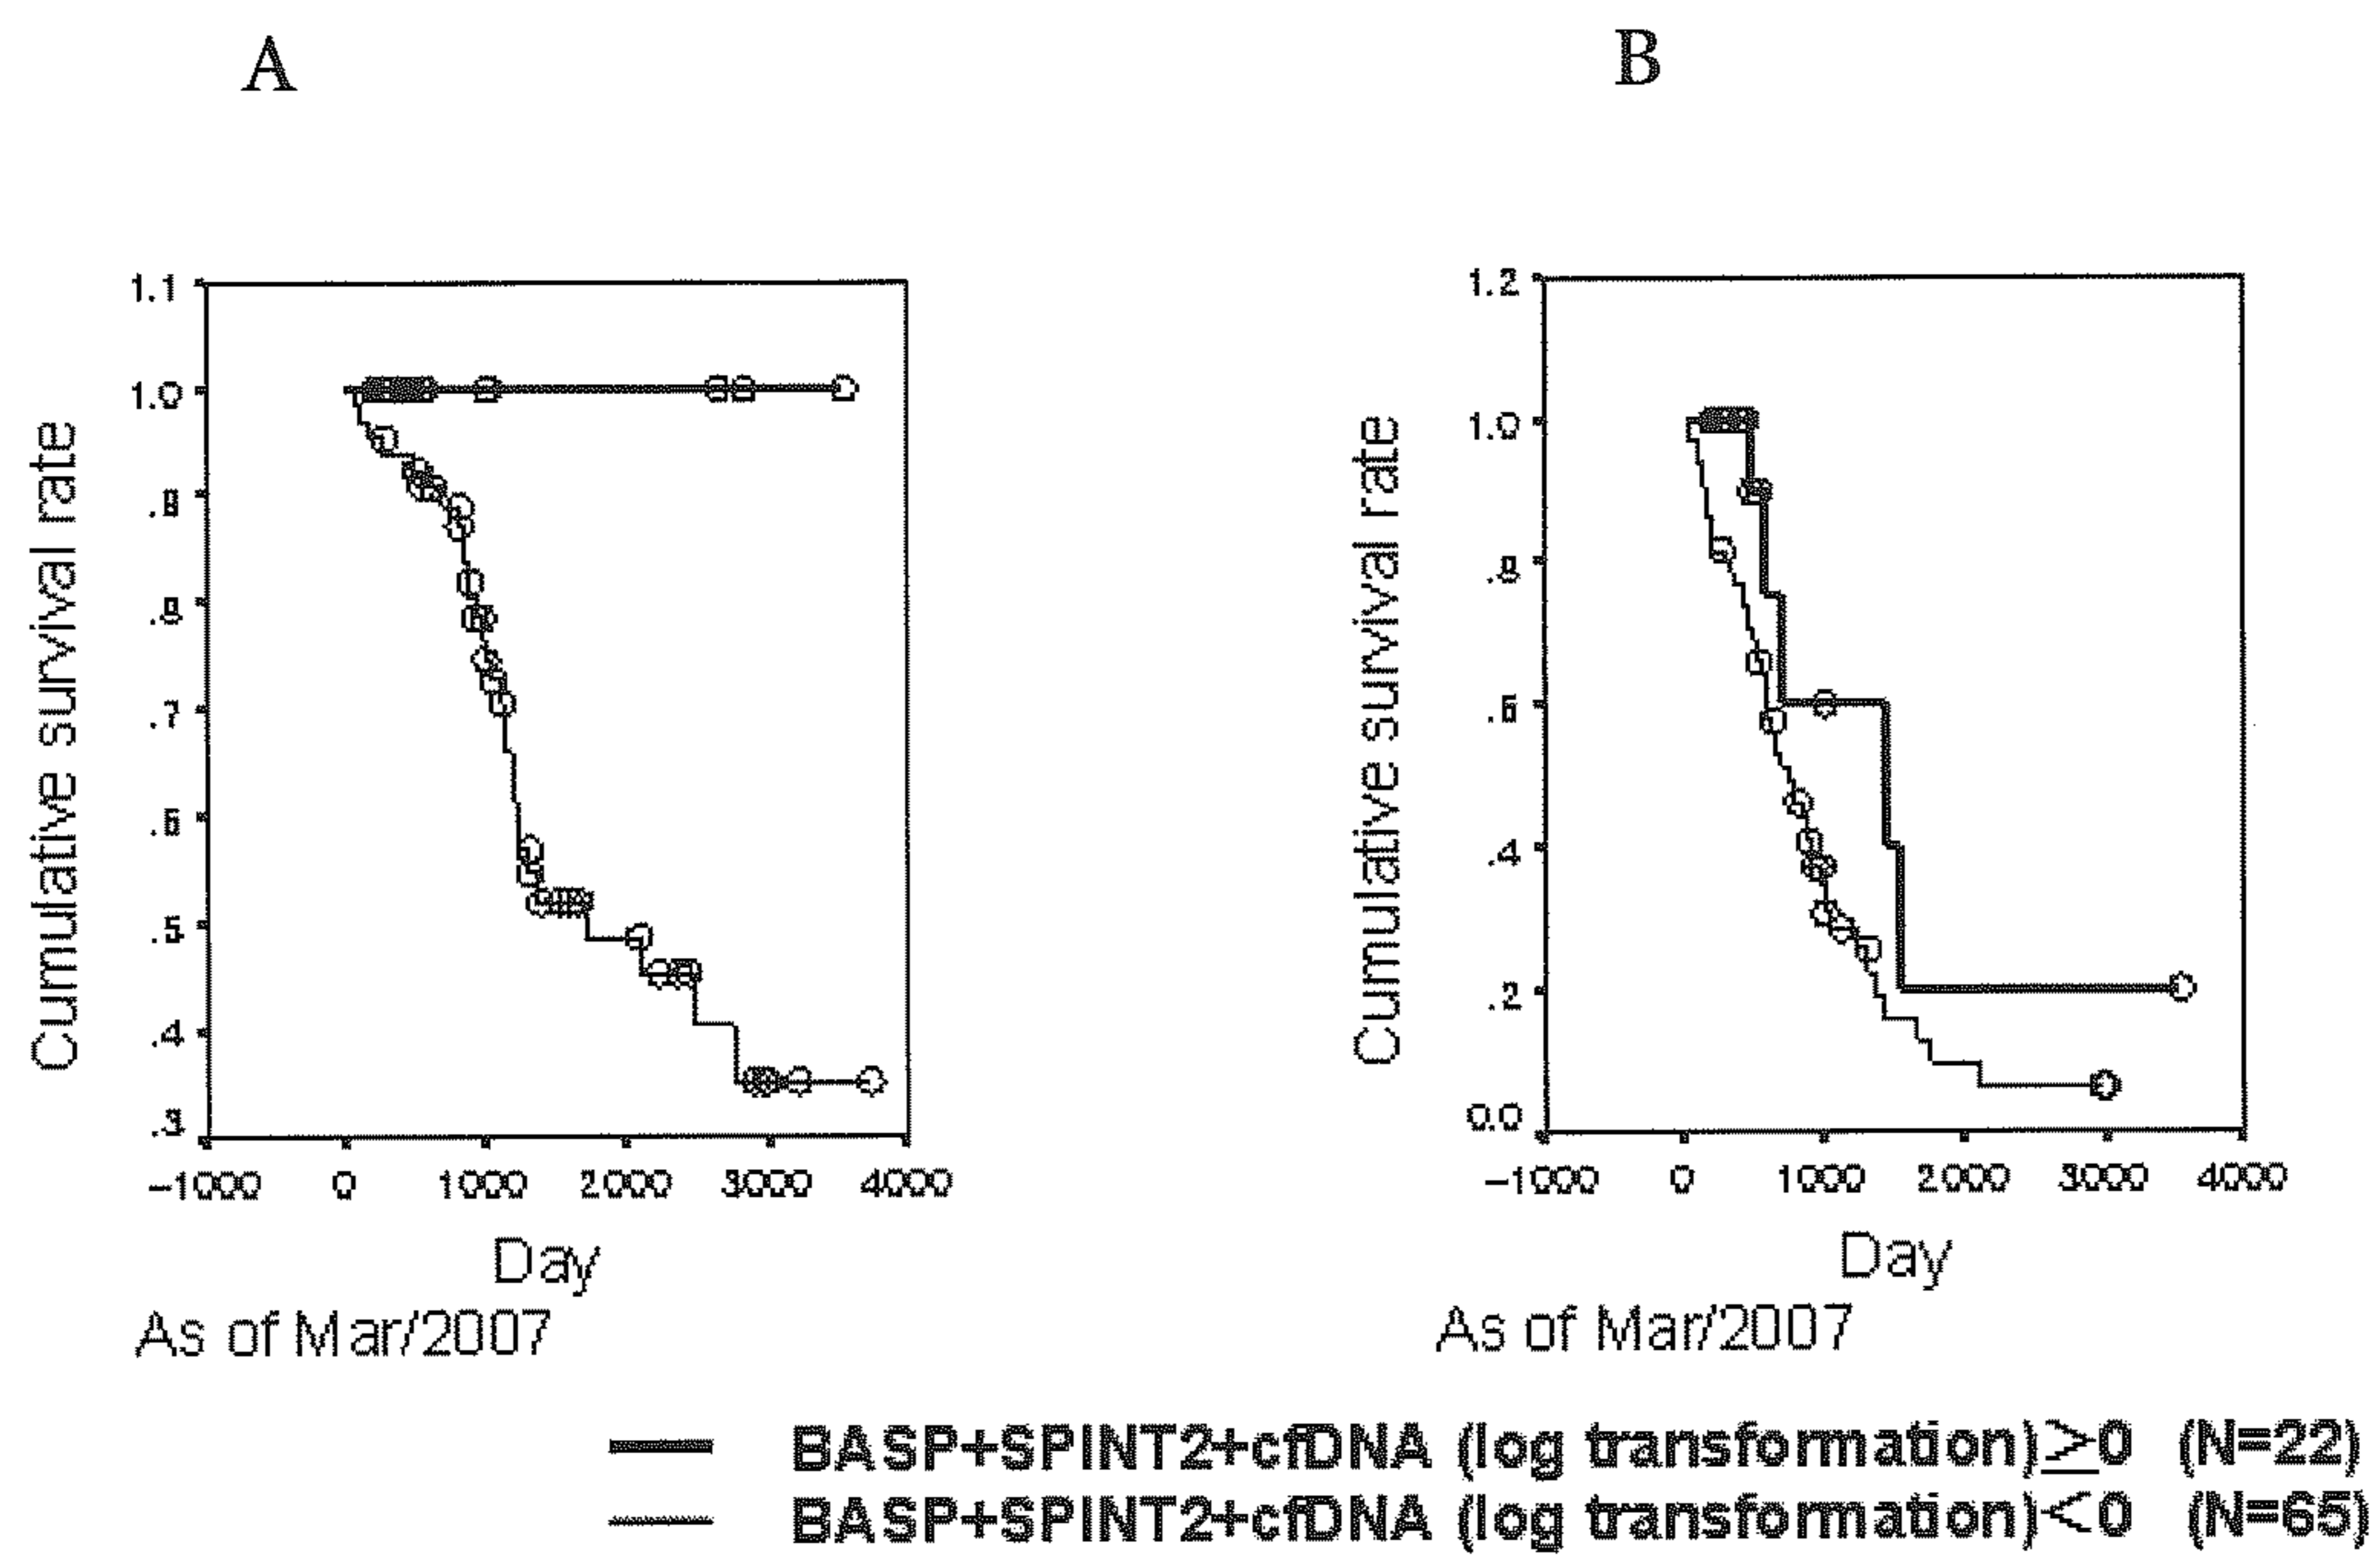 A
B
Cumulative survival rate
1.1
1.0
.9
.8
.7
.6
.5
.4
.3
-1000 0 1000 2000 3000 4000
Day
As of Mar/2007
Cumulative survival rate
1.2
1.0
.8
.6
.4
.2
0.0
-1000 0 1000 2000 3000 4000
Day
As of Mar/2007
BASP+SPINT2+cfDNA (log transformation)≥0 (N=22)
BASP+SPINT2+cfDNA (log transformation)<0 (N=65)